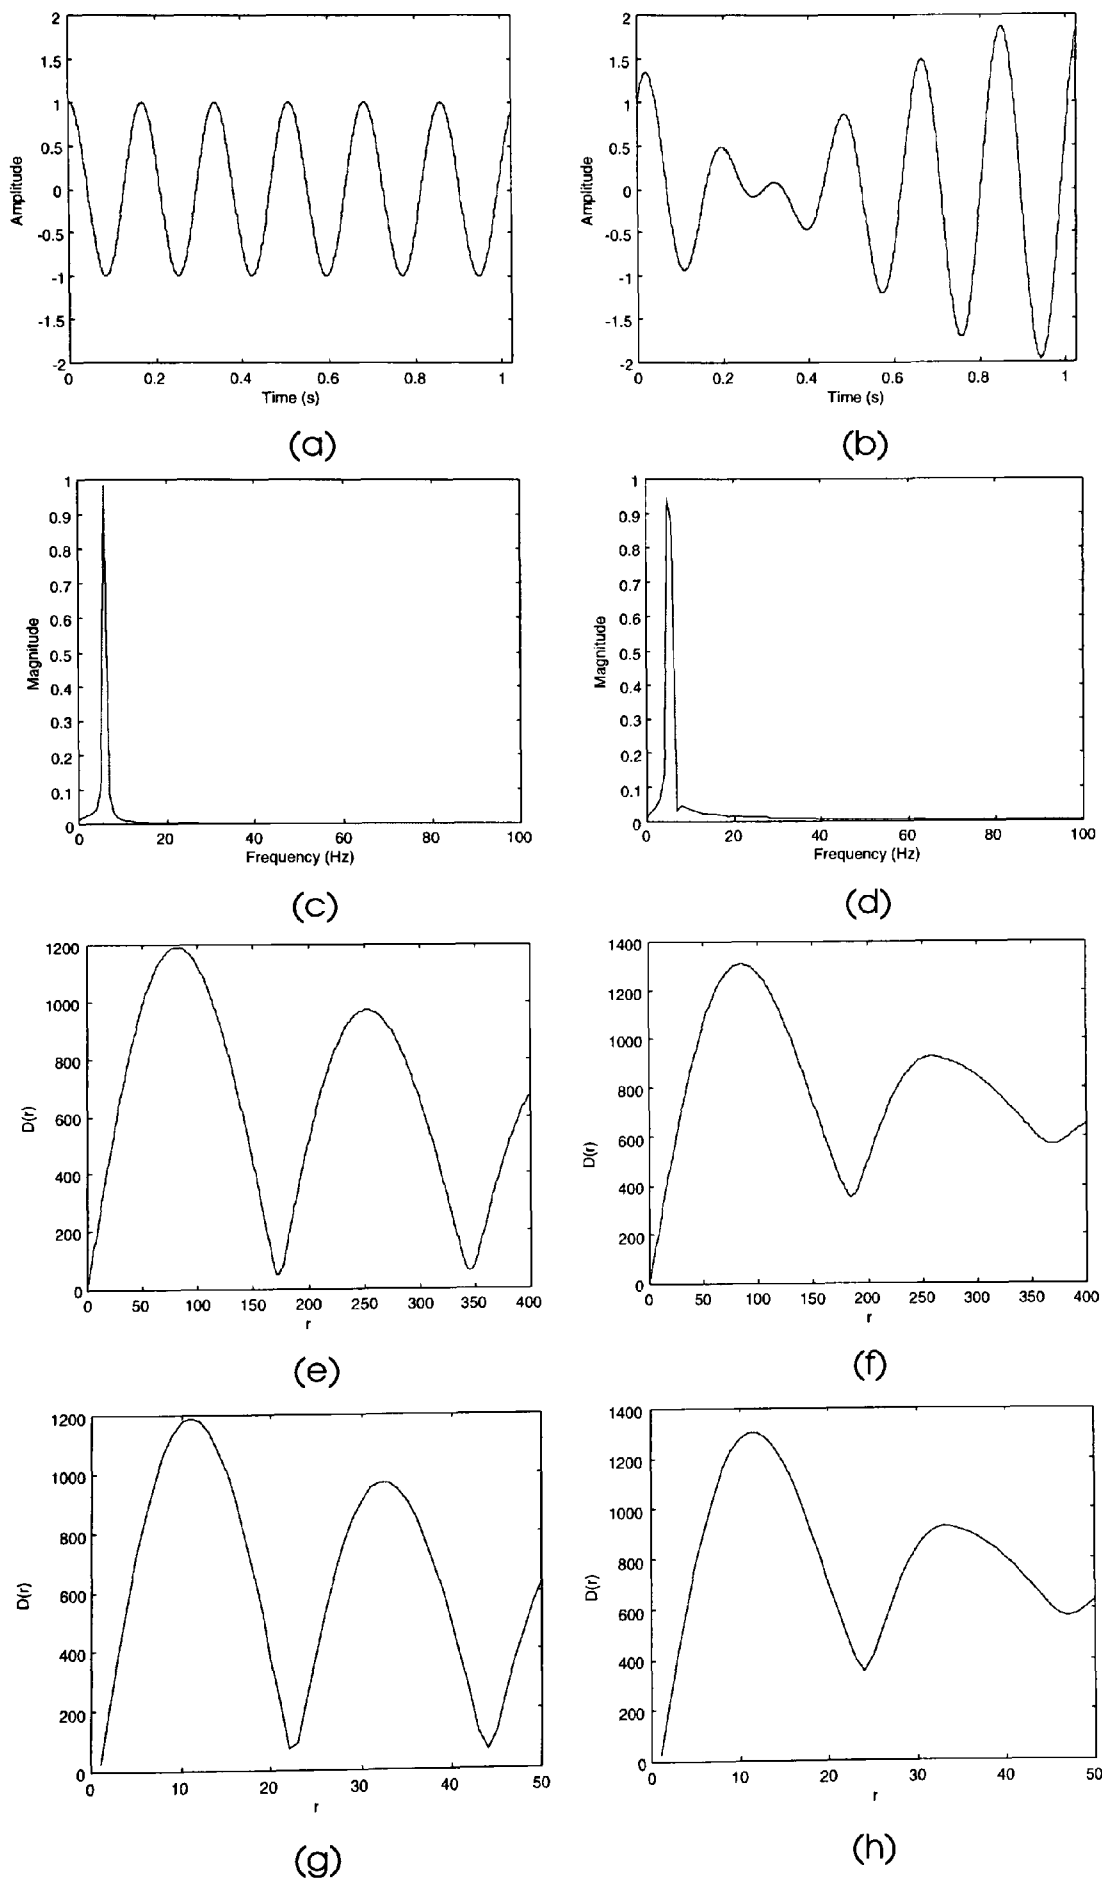 2
1.5
1
0.5
0
-0.5
-1
-1.5
-2
Amplitude
0 0.2 0.4 0.6 0.8 1
Time (s)
(a)
2
1.5
1
0.5
0
-0.5
-1
-1.5
-2
Amplitude
0 0.2 0.4 0.6 0.8 1
Time (s)
(b)
1
0.9
0.8
0.7
0.6
0.5
0.4
0.3
0.2
0.1
0
Magnitude
0 20 40 60 80 100
Frequency (Hz)
(c)
1
0.9
0.8
0.7
0.6
0.5
0.4
0.3
0.2
0.1
0
Magnitude
0 20 40 60 80 100
Frequency (Hz)
(d)
1200
1000
800
600
400
200
0
D(r)
0 50 100 150 200 250 300 350 400
r
(e)
1400
1200
1000
800
600
400
200
0
D(r)
0 50 100 150 200 250 300 350 400
r
(f)
1200
1000
800
600
400
200
0
D(r)
0 10 20 30 40 50
r
(g)
1400
1200
1000
800
600
400
200
0
D(r)
0 10 20 30 40 50
r
(h)